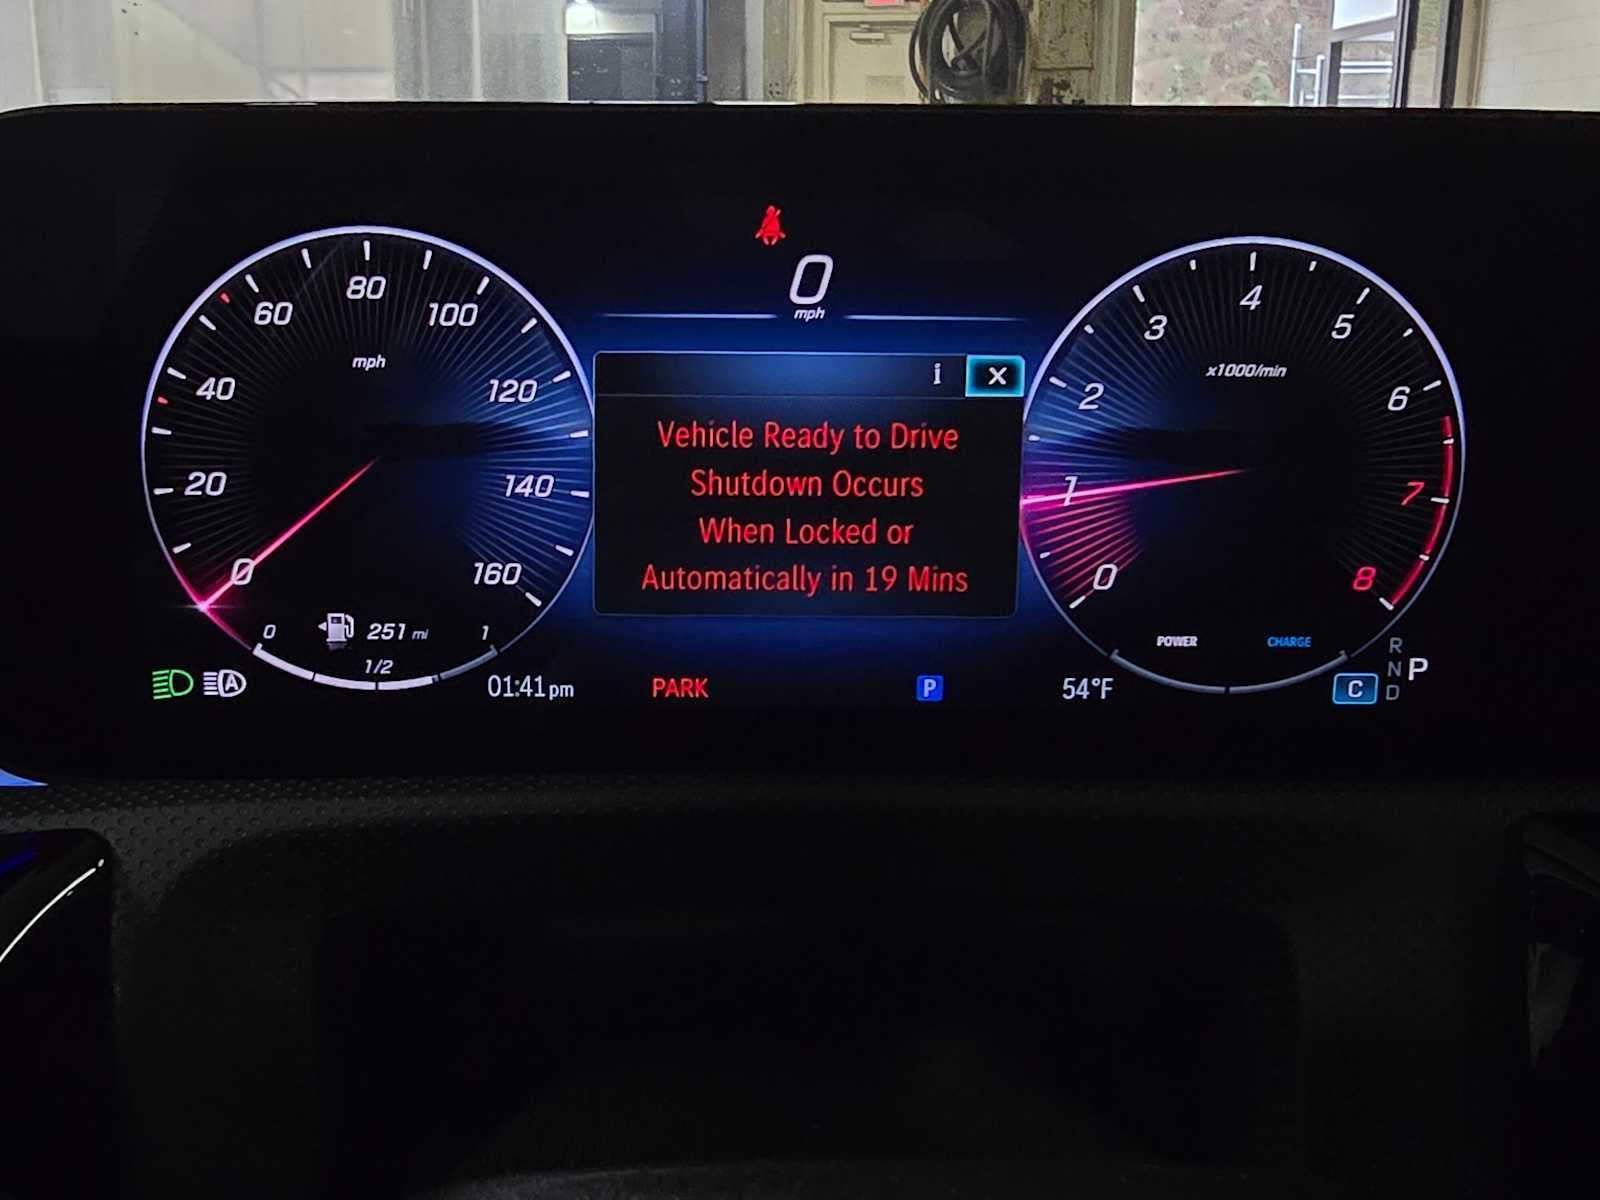 0
mph
80
60
100
mph
40
120
20
140
0
160
0
251 mi
1
1/2
i
X
Vehicle Ready to Drive
Shutdown Occurs
When Locked or
Automatically in 19 Mins
4
3
5
x1000/min
2
6
1
7
0
8
POWER
CHARGE
A
01:41 pm
PARK
P
54°F
C
R
N
D
P